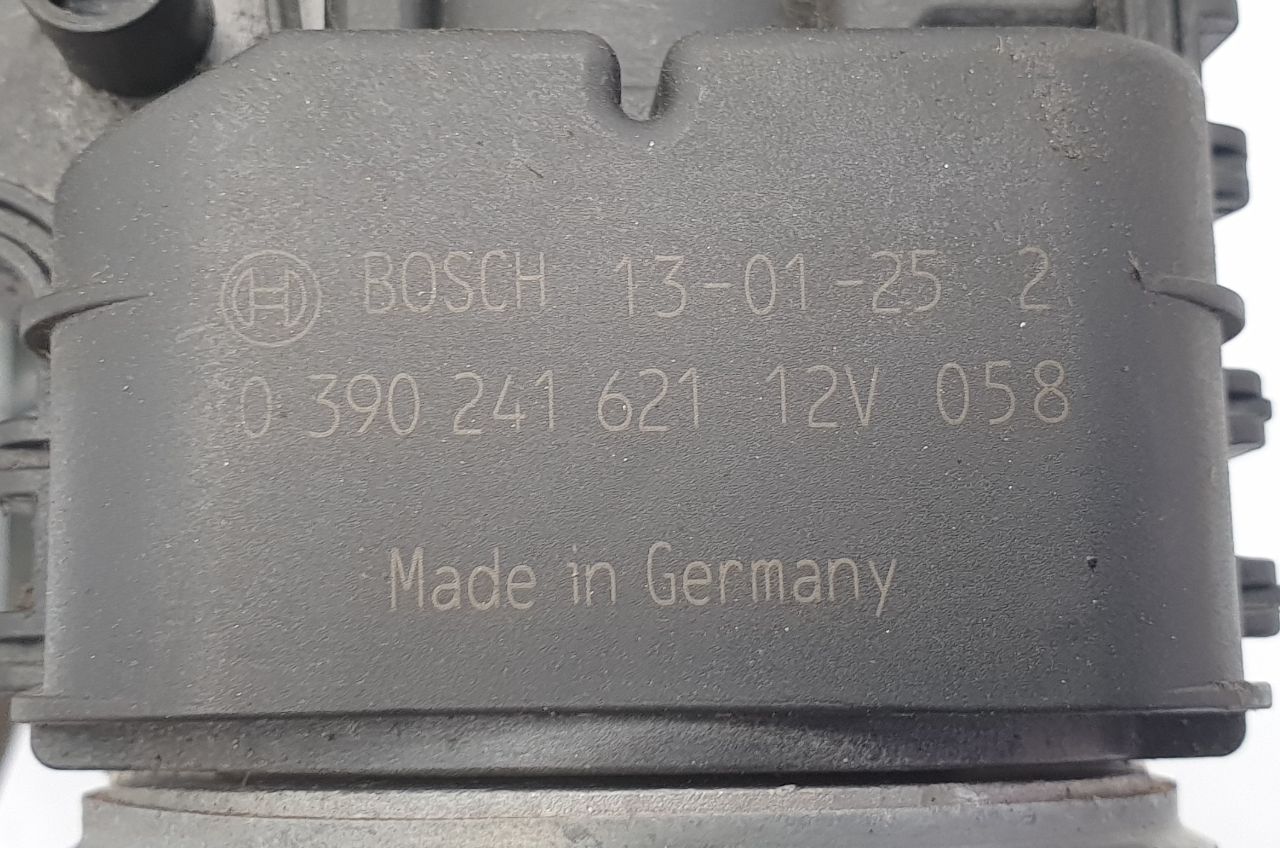 BOSCH 13-01-25 2
0 390 241 621 12V 058
Made in Germany